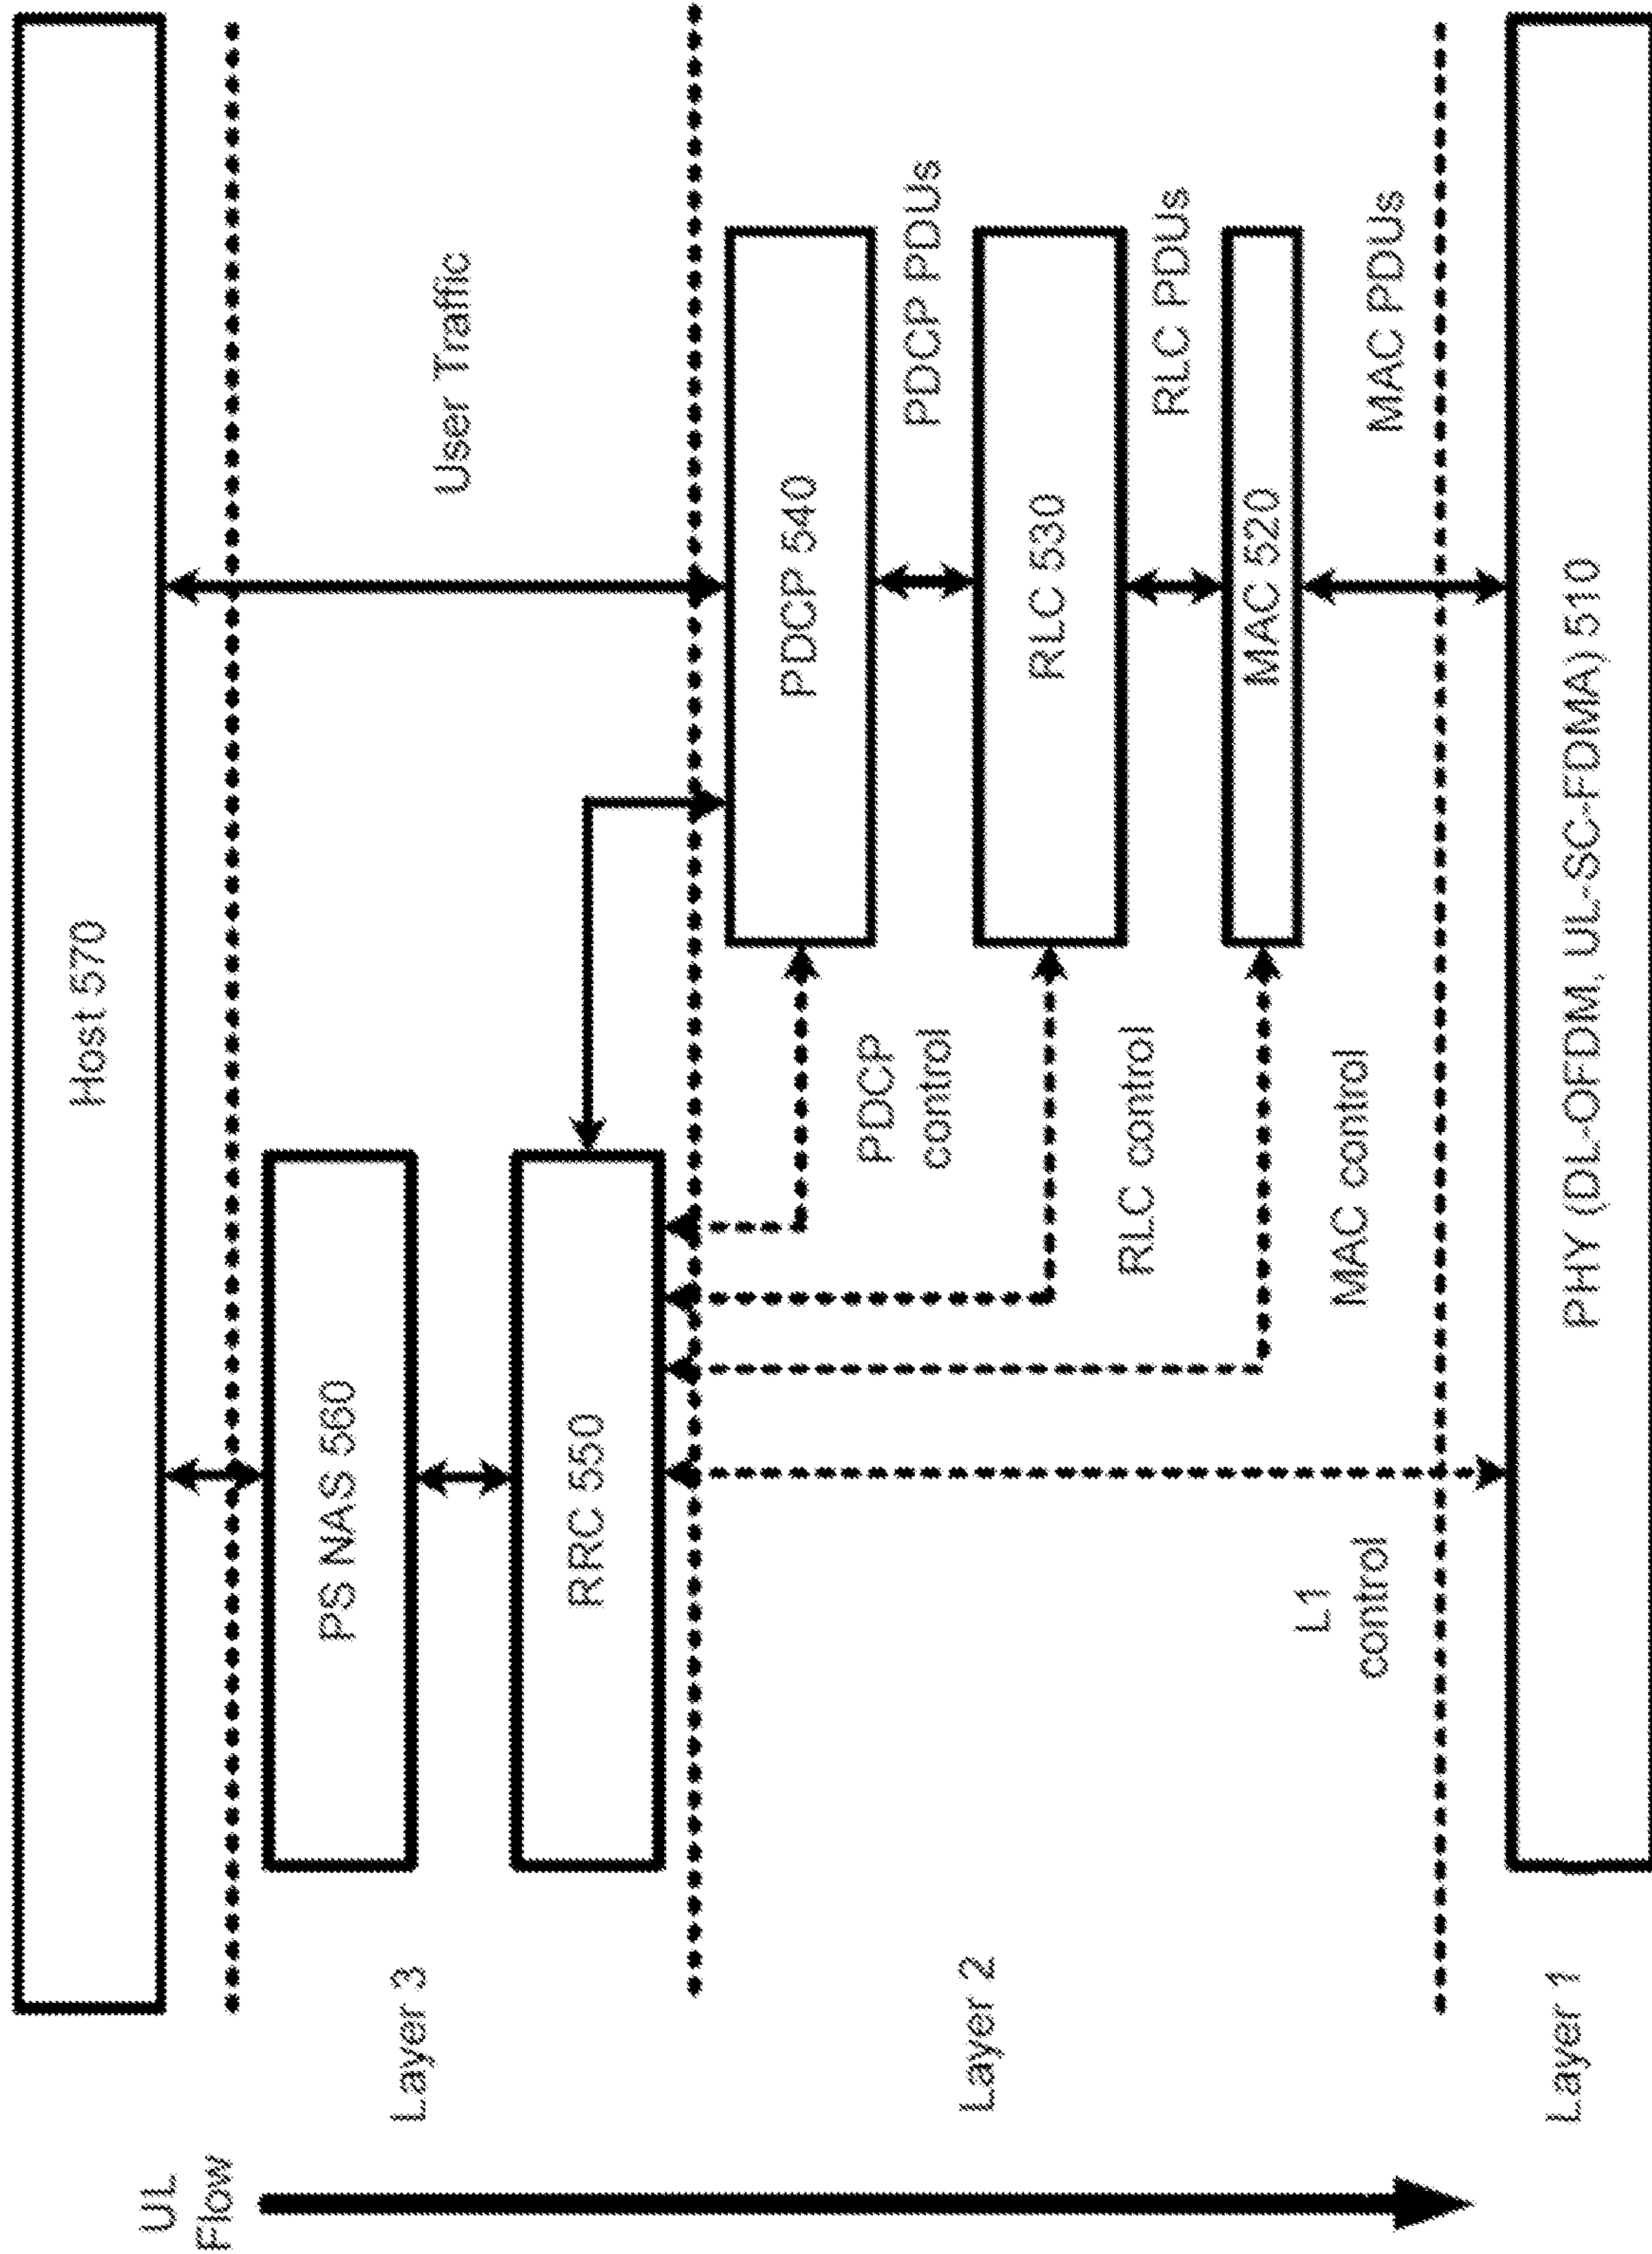 UL
Flow
Host 570
Layer 3
PS NAS 560
User Traffic
RRC 550
Layer 2
PDCP 540
PDCP
control
PDCP PDUs
RLC 530
RLC control
RLC PDUs
MAC 520
L1
control
MAC control
MAC PDUs
Layer 1
PHY (DL-OFDM, UL-SC-FDMA) 510